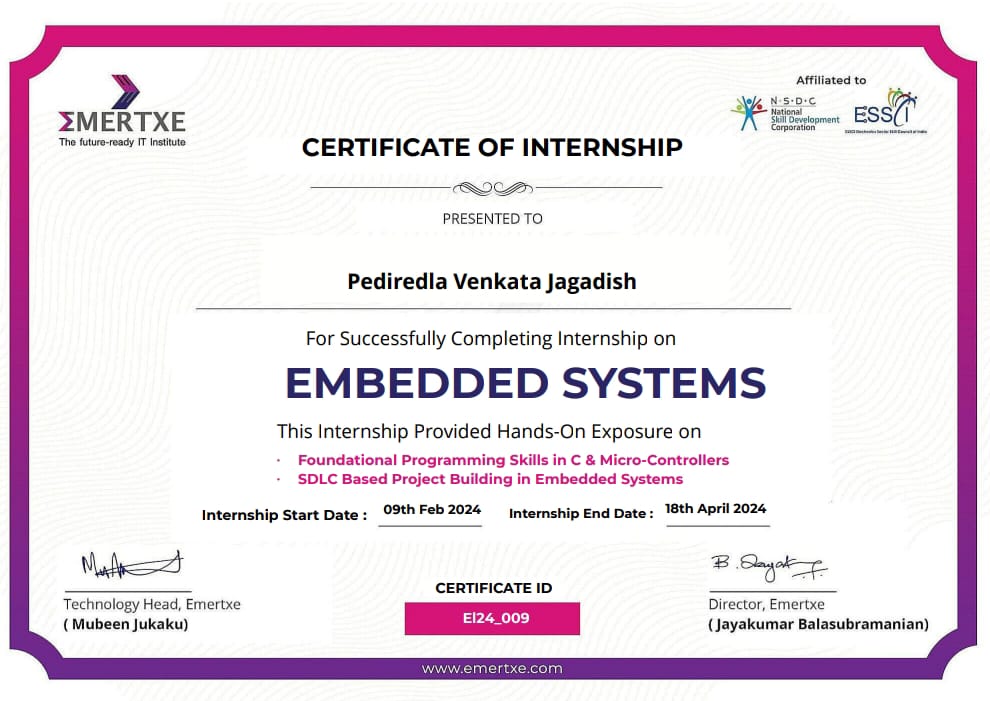 Affiliated to
N·S·D·C
National
Skill Development
Corporation
ESSCI
ESSCI Electronics Sector Skill Council of India
EMERTXE
The future-ready IT Institute
CERTIFICATE OF INTERNSHIP
PRESENTED TO
Pediredla Venkata Jagadish
For Successfully Completing Internship on
EMBEDDED SYSTEMS
This Internship Provided Hands-On Exposure on
· Foundational Programming Skills in C & Micro-Controllers
· SDLC Based Project Building in Embedded Systems
Internship Start Date : 09th Feb 2024 Internship End Date : 18th April 2024
Technology Head, Emertxe
( Mubeen Jukaku)
CERTIFICATE ID
EI24_009
Director, Emertxe
( Jayakumar Balasubramanian)
www.emertxe.com